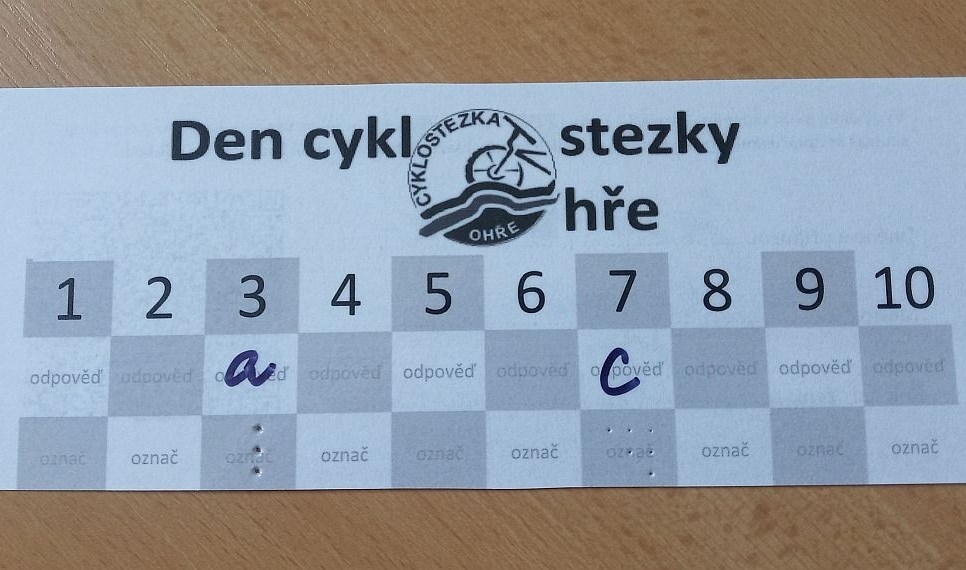 Den cykl stezky
CYKLOSTEZKA
hře
OHŘE
1 2 3 4 5 6 7 8 9 10
odpověď odpověď odpověď odpověď odpověď odpověď odpověď odpověď odpověď odpověď
a c
označ označ označ označ označ označ označ označ označ označ